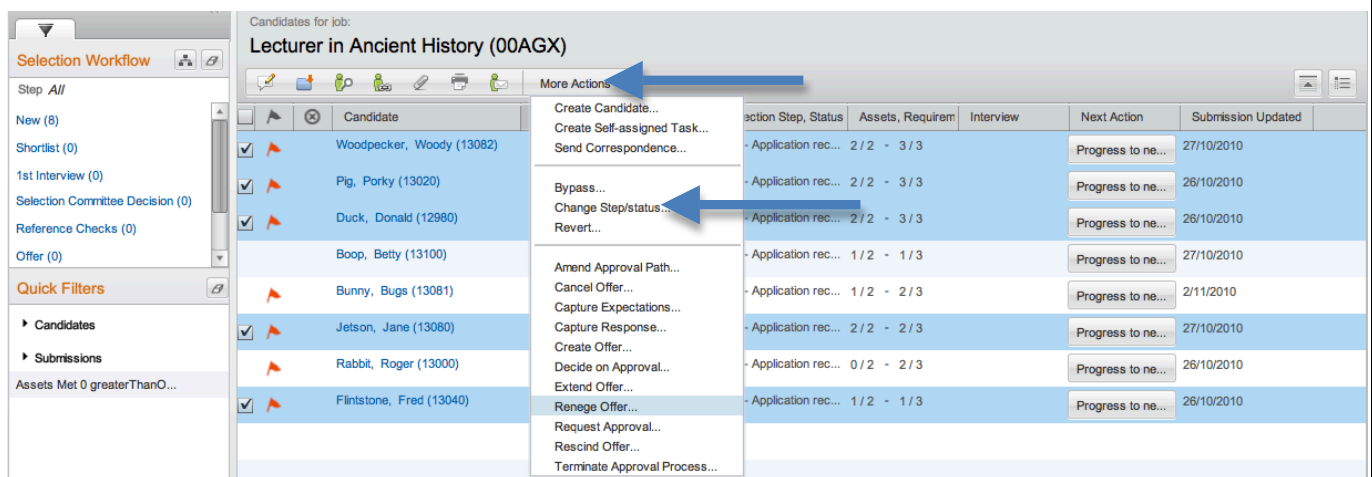 Candidates for job:
Lecturer in Ancient History (00AGX)
Selection Workflow
Step All
New (8)
Shortlist (0)
1st Interview (0)
Selection Committee Decision (0)
Reference Checks (0)
Offer (0)
Quick Filters
Candidates
Submissions
Assets Met 0 greaterThanO...
More Actions
Create Candidate...
Create Self-assigned Task...
Send Correspondence...
Bypass...
Change Step/status...
Revert...
Amend Approval Path...
Cancel Offer...
Capture Expectations...
Capture Response...
Create Offer...
Decide on Approval...
Extend Offer...
Renege Offer...
Request Approval...
Rescind Offer...
Terminate Approval Process...
Candidate ection Step, Status Assets, Requirem Interview Next Action Submission Updated
Woodpecker, Woody (13082) - Application rec... 2 / 2 - 3 / 3 Progress to ne... 27/10/2010
Pig, Porky (13020) - Application rec... 2 / 2 - 3 / 3 Progress to ne... 26/10/2010
Duck, Donald (12980) - Application rec... 2 / 2 - 3 / 3 Progress to ne... 26/10/2010
Boop, Betty (13100) - Application rec... 1 / 2 - 1 / 3 Progress to ne... 27/10/2010
Bunny, Bugs (13081) - Application rec... 1 / 2 - 2 / 3 Progress to ne... 2/11/2010
Jetson, Jane (13080) - Application rec... 2 / 2 - 2 / 3 Progress to ne... 27/10/2010
Rabbit, Roger (13000) - Application rec... 0 / 2 - 2 / 3 Progress to ne... 26/10/2010
Flintstone, Fred (13040) - Application rec... 1 / 2 - 1 / 3 Progress to ne... 26/10/2010